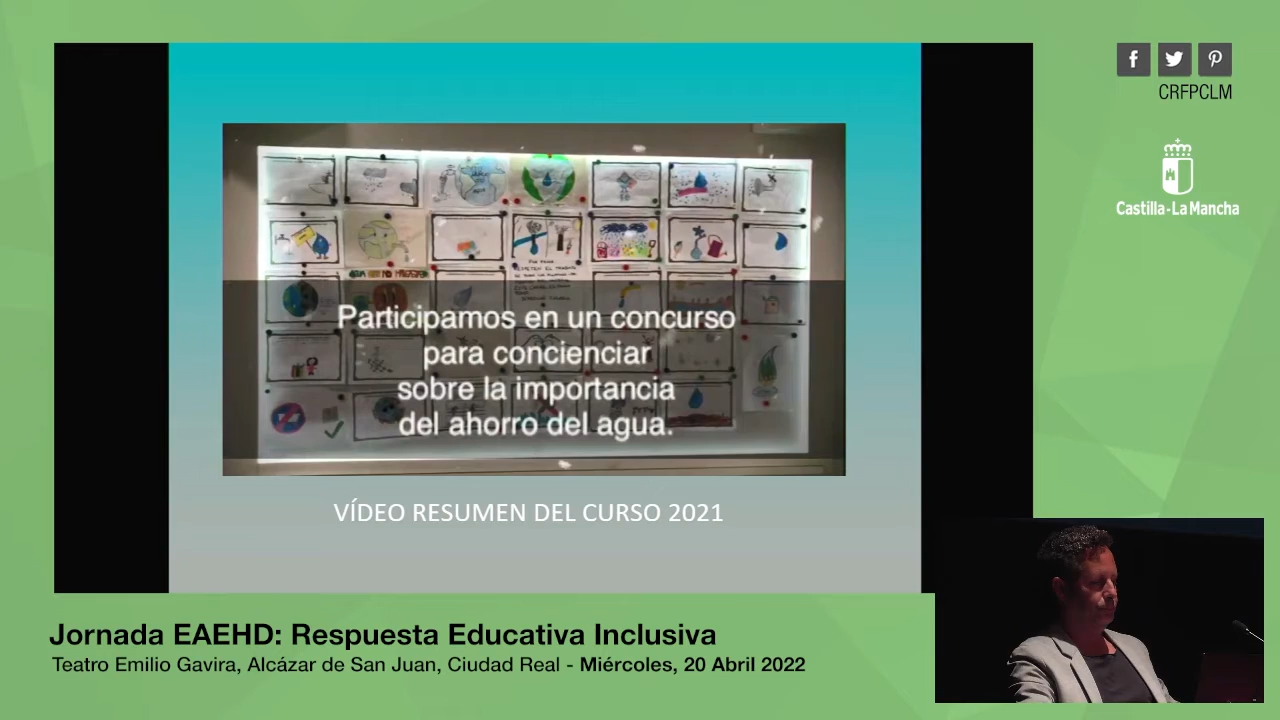 CRFPCLM
Castilla-La Mancha
Participamos en un concurso
para concienciar
sobre la importancia
del ahorro del agua.
VÍDEO RESUMEN DEL CURSO 2021
Jornada EAEHD: Respuesta Educativa Inclusiva
Teatro Emilio Gavira, Alcázar de San Juan, Ciudad Real - Miércoles, 20 Abril 2022